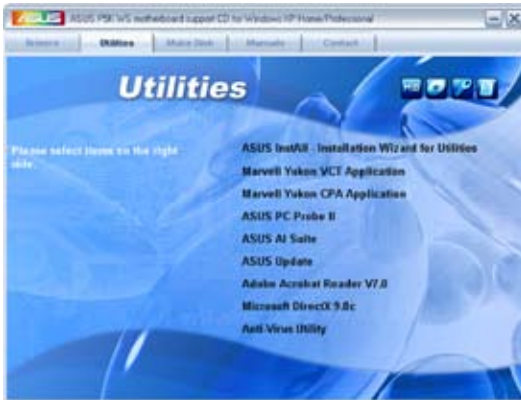 ASUS
ASUS P5K WS motherboard support CD for Windows XP Home/Professional
Drivers Utilities Make Disk Manuals Contact
Utilities
Please select items on the right side.
ASUS InstAll - Installation Wizard for Utilities
Marvell Yukon VCT Application
Marvell Yukon CPA Application
ASUS PC Probe II
ASUS AI Suite
ASUS Update
Adobe Acrobat Reader V7.0
Microsoft DirectX 9.0c
Anti-Virus Utility